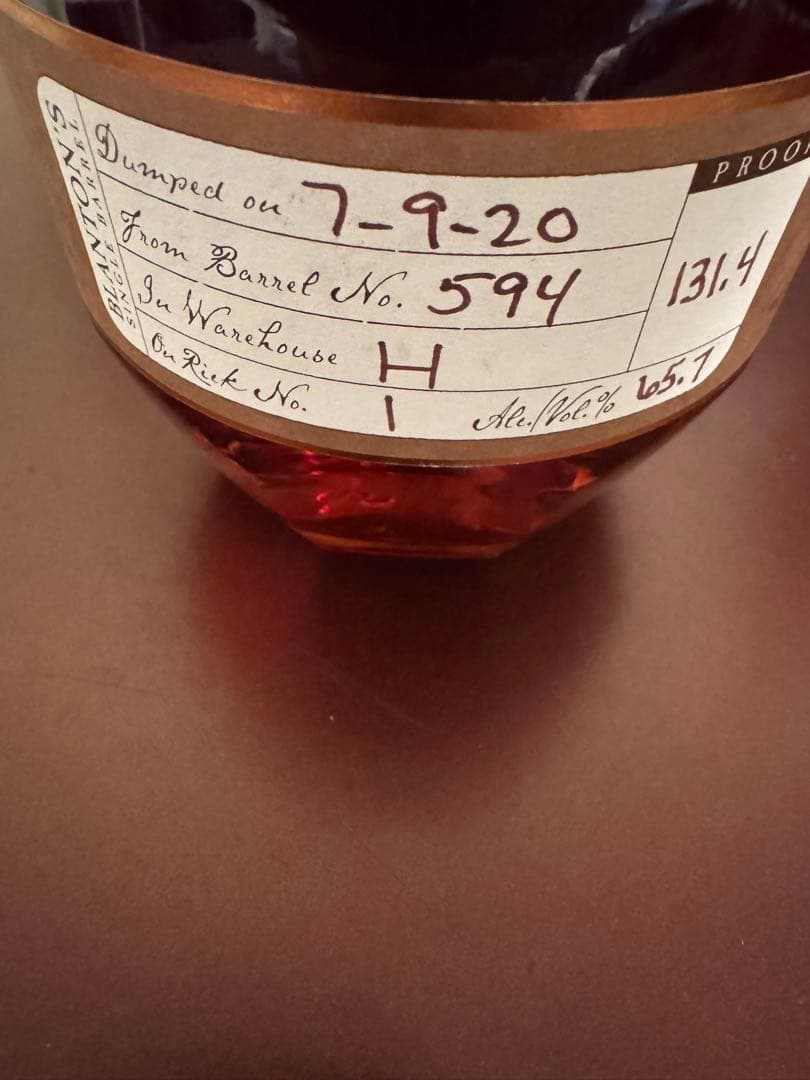 BLANTON'S
SINGLE BARREL
Dumped on 7-9-20
From Barrel No. 594
In Warehouse H
On Rick No. 1
PROOF
131.4
Alc./Vol.% 65.7